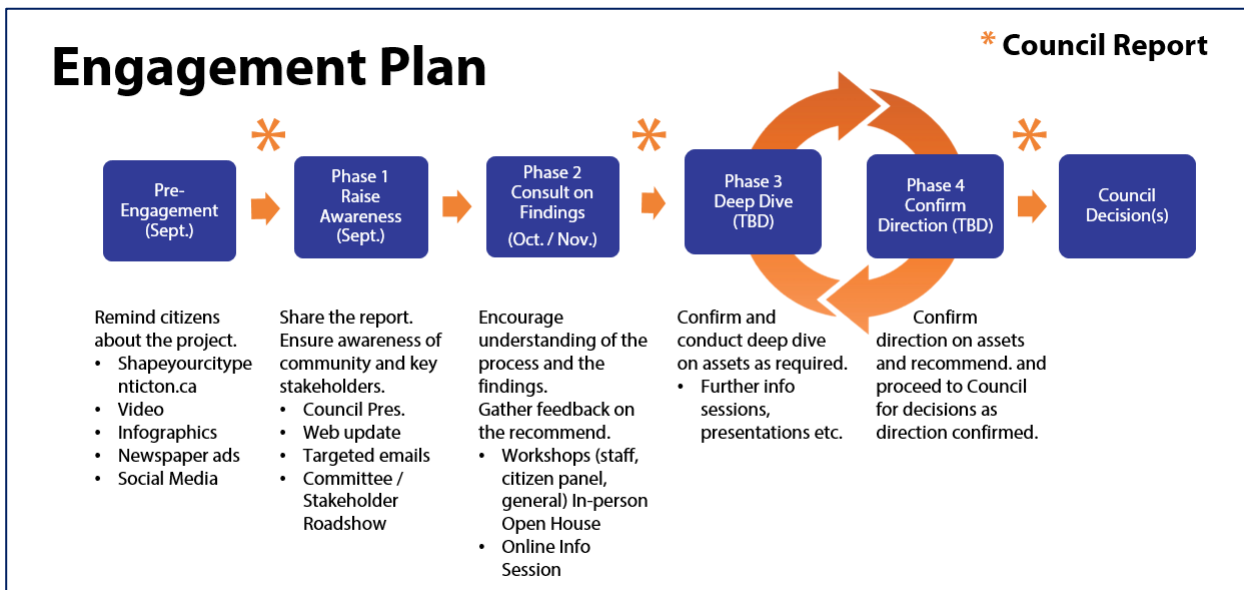 * Council Report
Engagement Plan
*
*
*
Pre-
Engagement
(Sept.)
Phase 1
Raise
Awareness
(Sept.)
Phase 2
Consult on
Findings
(Oct. / Nov.)
Phase 3
Deep Dive
(TBD)
Phase 4
Confirm
Direction (TBD)
Council
Decision(s)
Remind citizens
about the project.
• Shapeyourcitype
nticton.ca
• Video
• Infographics
• Newspaper ads
• Social Media
Share the report.
Ensure awareness of
community and key
stakeholders.
• Council Pres.
• Web update
• Targeted emails
• Committee /
Stakeholder
Roadshow
Encourage
understanding of the
process and the
findings.
Gather feedback on
the recommend.
• Workshops (staff,
citizen panel,
general) In-person
Open House
• Online Info
Session
Confirm and
conduct deep dive
on assets as required.
• Further info
sessions,
presentations etc.
Confirm
direction on assets
and recommend. and
proceed to Council
for decisions as
direction confirmed.